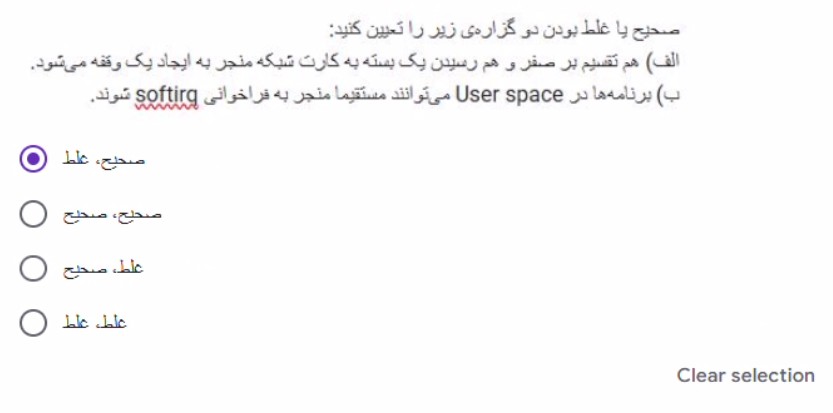 صحیح یا غلط بودن دو گزاره‌ی زیر را تعیین کنید:
الف) هم تقسیم بر صفر و هم رسیدن یک بسته به کارت شبکه منجر به ایجاد یک وقفه می‌شود.
ب) برنامه‌ها در User space می‌توانند مستقیما منجر به فراخوانی softirq شوند.
صحیح، غلط
صحیح، صحیح
غلط، صحیح
غلط، غلط
Clear selection